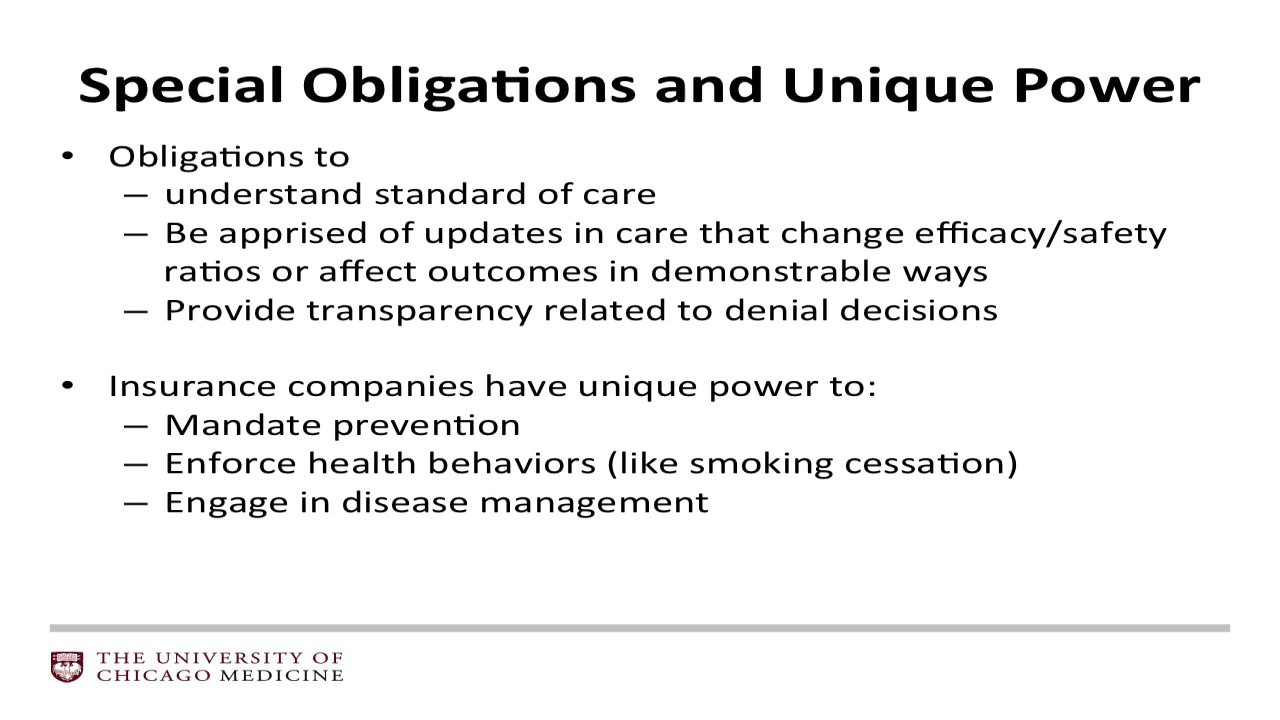 Special Obligations and Unique Power
• Obligations to
– understand standard of care
– Be apprised of updates in care that change efficacy/safety
ratios or affect outcomes in demonstrable ways
– Provide transparency related to denial decisions
• Insurance companies have unique power to:
– Mandate prevention
– Enforce health behaviors (like smoking cessation)
– Engage in disease management
THE UNIVERSITY OF
CHICAGO MEDICINE